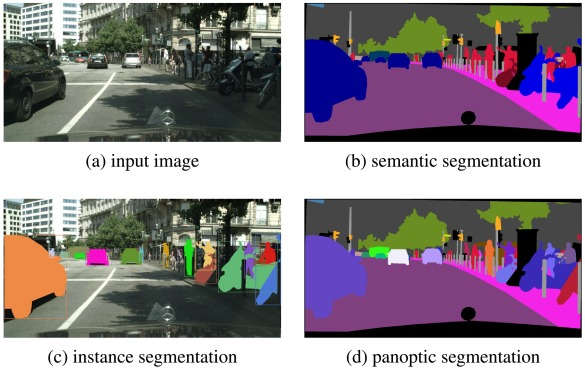 (a) input image
(b) semantic segmentation
(c) instance segmentation
(d) panoptic segmentation